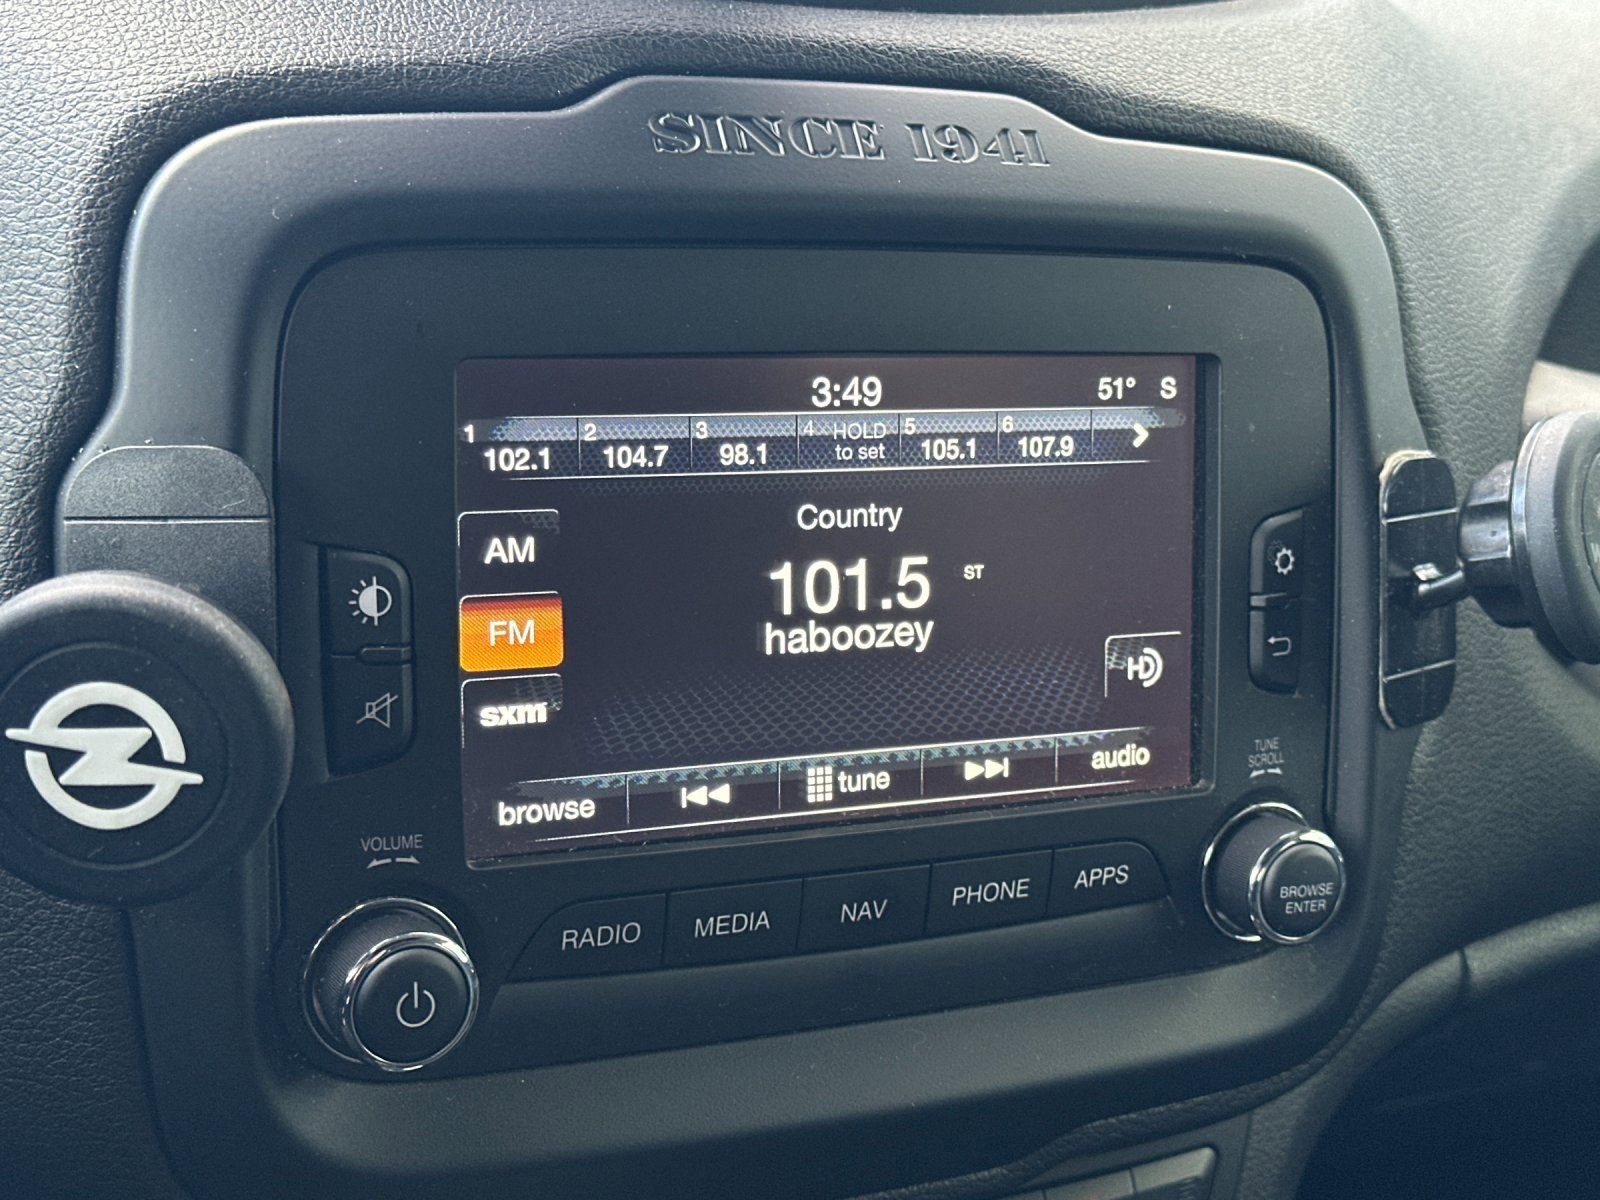 SINCE 1941
3:49
51° S
1 102.1
2 104.7
3 98.1
4 HOLD to set
5 105.1
6 107.9
AM
FM
sxm
Country
101.5 ST
haboozey
HD
browse
tune
audio
VOLUME
TUNE
SCROLL
RADIO
MEDIA
NAV
PHONE
APPS
BROWSE
ENTER